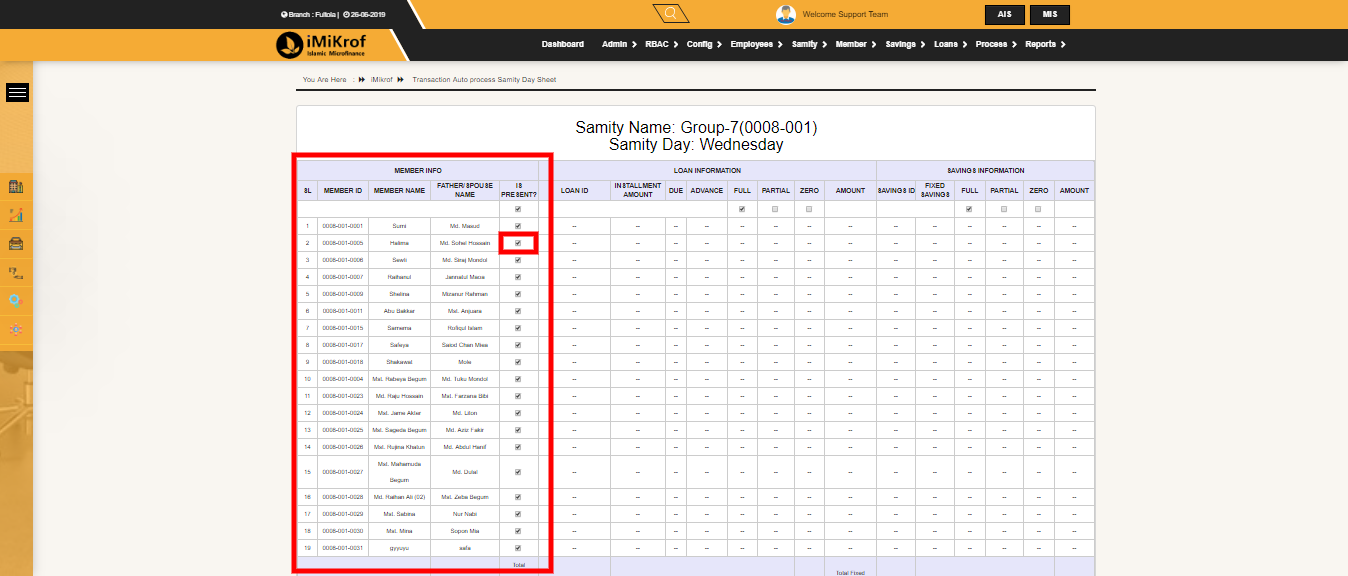 Branch : Fultola | 26-06-2019
Welcome Support Team
AIS
MIS
iMiKrof
Islamic Microfinance
Dashboard Admin RBAC Config Employees Samity Member Savings Loans Process Reports
You Are Here : iMikrof Transaction Auto process Samity Day Sheet
Samity Name: Group-7(0008-001)
Samity Day: Wednesday
MEMBER INFO LOAN INFORMATION SAVINGS INFORMATION
SL MEMBER ID MEMBER NAME FATHER/SPOUSE NAME IS PRESENT? LOAN ID INSTALLMENT AMOUNT DUE ADVANCE FULL PARTIAL ZERO AMOUNT SAVINGS ID FIXED SAVINGS FULL PARTIAL ZERO AMOUNT
1 0008-001-0001 Sumi Md. Masud -- -- -- -- -- -- -- -- -- -- -- -- -- --
2 0008-001-0005 Halima Md. Sohel Hossain -- -- -- -- -- -- -- -- -- -- -- -- -- --
3 0008-001-0006 Sewli Md. Siraj Mondol -- -- -- -- -- -- -- -- -- -- -- -- -- --
4 0008-001-0007 Raihanul Jannatul Maoa -- -- -- -- -- -- -- -- -- -- -- -- -- --
5 0008-001-0009 Shelina Mizanur Rahman -- -- -- -- -- -- -- -- -- -- -- -- -- --
6 0008-001-0011 Abu Bakkar Mst. Anjuara -- -- -- -- -- -- -- -- -- -- -- -- -- --
7 0008-001-0015 Samsma Rofiqul Islam -- -- -- -- -- -- -- -- -- -- -- -- -- --
8 0008-001-0017 Safeya Saiod Chan Miea -- -- -- -- -- -- -- -- -- -- -- -- -- --
9 0008-001-0018 Shakawat Mole -- -- -- -- -- -- -- -- -- -- -- -- -- --
10 0008-001-0004 Mst. Rabeya Begum Md. Tuku Mondol -- -- -- -- -- -- -- -- -- -- -- -- -- --
11 0008-001-0023 Md. Raju Hossain Mst. Farzana Bibi -- -- -- -- -- -- -- -- -- -- -- -- -- --
12 0008-001-0024 Mst. Jame Akter Md. Liton -- -- -- -- -- -- -- -- -- -- -- -- -- --
13 0008-001-0025 Mst. Sageda Begum Md. Aziz Fakir -- -- -- -- -- -- -- -- -- -- -- -- -- --
14 0008-001-0026 Mst. Rujina Khatun Md. Abdul Hanif -- -- -- -- -- -- -- -- -- -- -- -- -- --
15 0008-001-0027 Mst. Mahamuda Begum Md. Dulal -- -- -- -- -- -- -- -- -- -- -- -- -- --
16 0008-001-0028 Md. Raihan Ali (02) Mst. Zeba Begum -- -- -- -- -- -- -- -- -- -- -- -- -- --
17 0008-001-0029 Mst. Sabina Nur Nabi -- -- -- -- -- -- -- -- -- -- -- -- -- --
18 0008-001-0030 Mst. Mina Sopon Mia -- -- -- -- -- -- -- -- -- -- -- -- -- --
19 0008-001-0031 gyyuyu safa -- -- -- -- -- -- -- -- -- -- -- -- -- --
Total
Total Fixed